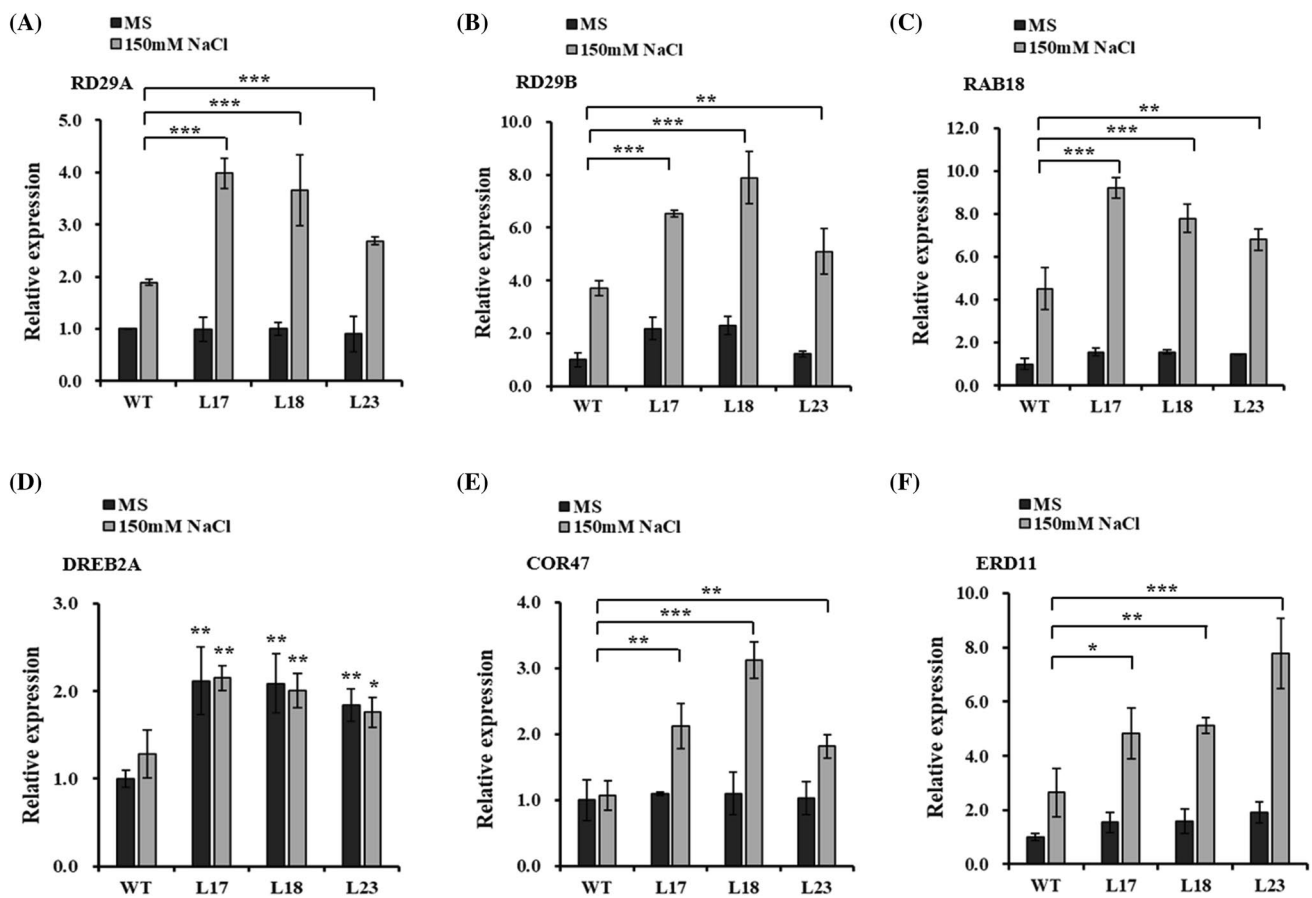 (A)
MS
150mM NaCl
RD29A
***
***
***
Relative expression
5.0
4.0
3.0
2.0
1.0
0.0
WT L17 L18 L23
(B)
MS
150mM NaCl
RD29B
**
***
***
Relative expression
10.0
8.0
6.0
4.0
2.0
0.0
WT L17 L18 L23
(C)
MS
150mM NaCl
RAB18
**
***
***
Relative expression
12.0
10.0
8.0
6.0
4.0
2.0
0.0
WT L17 L18 L23
(D)
MS
150mM NaCl
DREB2A
** ** ** ** ** *
Relative expression
3.0
2.0
1.0
0.0
WT L17 L18 L23
(E)
MS
150mM NaCl
COR47
**
***
**
Relative expression
4.0
3.0
2.0
1.0
0.0
WT L17 L18 L23
(F)
MS
150mM NaCl
ERD11
***
**
*
Relative expression
10.0
8.0
6.0
4.0
2.0
0.0
WT L17 L18 L23